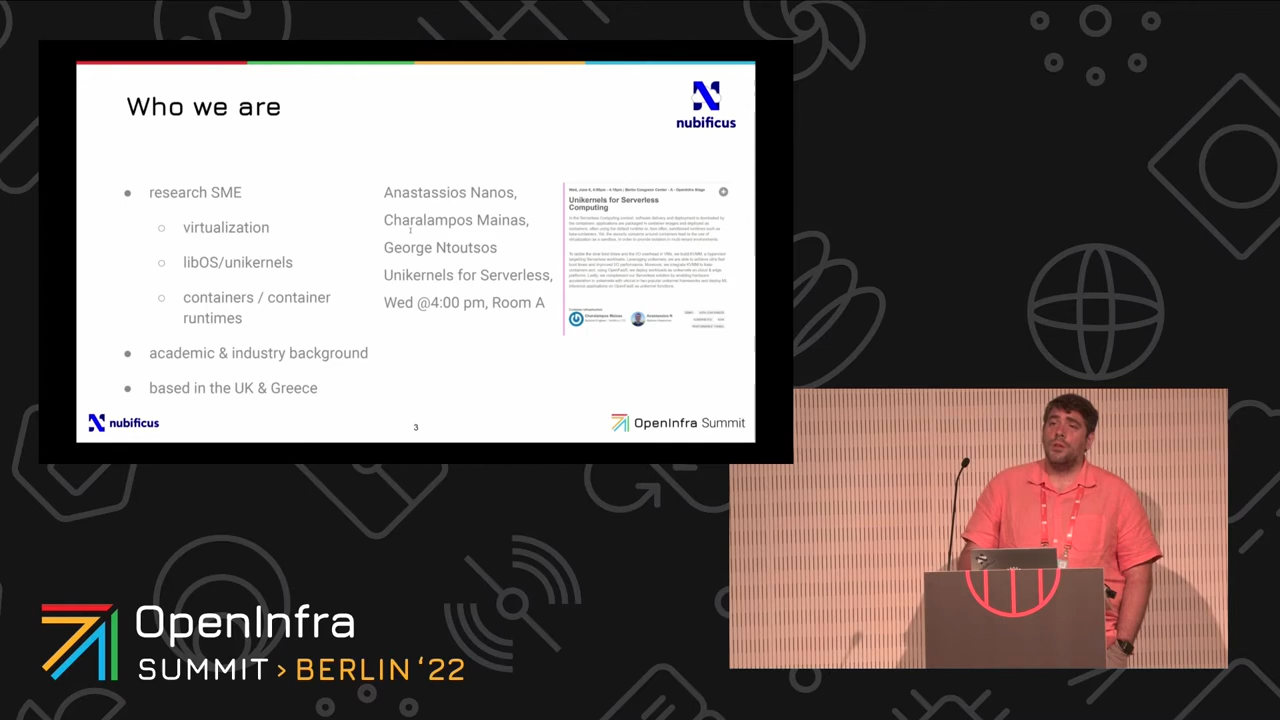 Who we are
nubificus
● research SME
○ virtualization
○ libOS/unikernels
○ containers / container
runtimes
● academic & industry background
● based in the UK & Greece
Anastassios Nanos,
Charalampos Mainas,
George Ntoutsos
Unikernels for Serverless,
Wed @4:00 pm, Room A
Unikernels for Serverless
Computing
Charalampos Mainas
nubificus
3
OpenInfra Summit
OpenInfra
SUMMIT > BERLIN ‘22